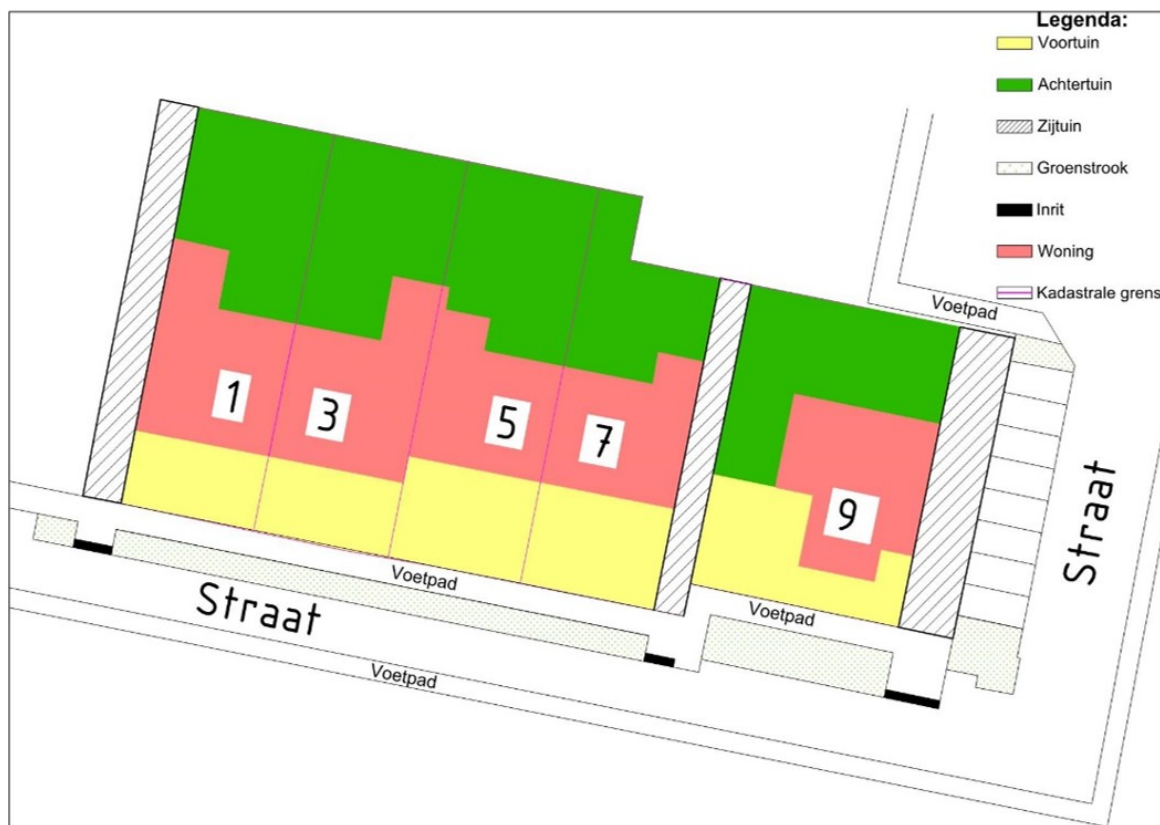 Legenda:
Voortuin
Achtertuin
Zijtuin
Groenstrook
Inrit
Woning
Kadastrale grens
Voetpad
1
3
5
7
9
Straat
Voetpad
Voetpad
Straat
Voetpad